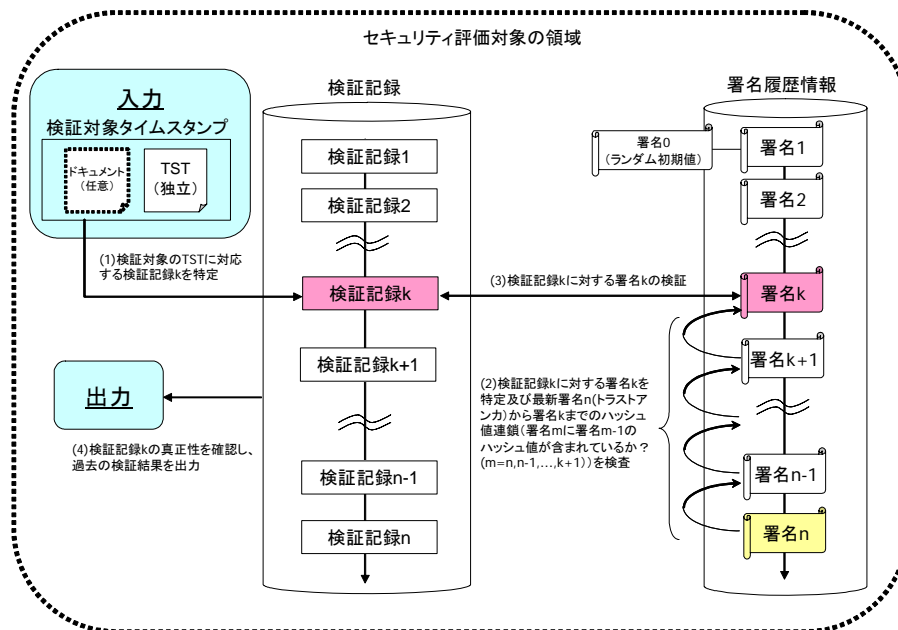 セキュリティ評価対象の領域
入力
検証対象タイムスタンプ
ドキュメント
(任意)
TST
(独立)
(1)検証対象のTSTに対応
する検証記録kを特定
検証記録
検証記録1
検証記録2
検証記録k
検証記録k+1
検証記録n-1
検証記録n
出力
(4)検証記録kの真正性を確認し、
過去の検証結果を出力
(3)検証記録kに対する署名kの検証
(2)検証記録kに対する署名kを
特定及び最新署名n(トラストア
ンカ)から署名kまでのハッシュ
値連鎖(署名mに署名m-1の
ハッシュ値が含まれているか?
(m=n,n-1,...,k+1))を検査
署名履歴情報
署名0
(ランダム初期値)
署名1
署名2
署名k
署名k+1
署名n-1
署名n